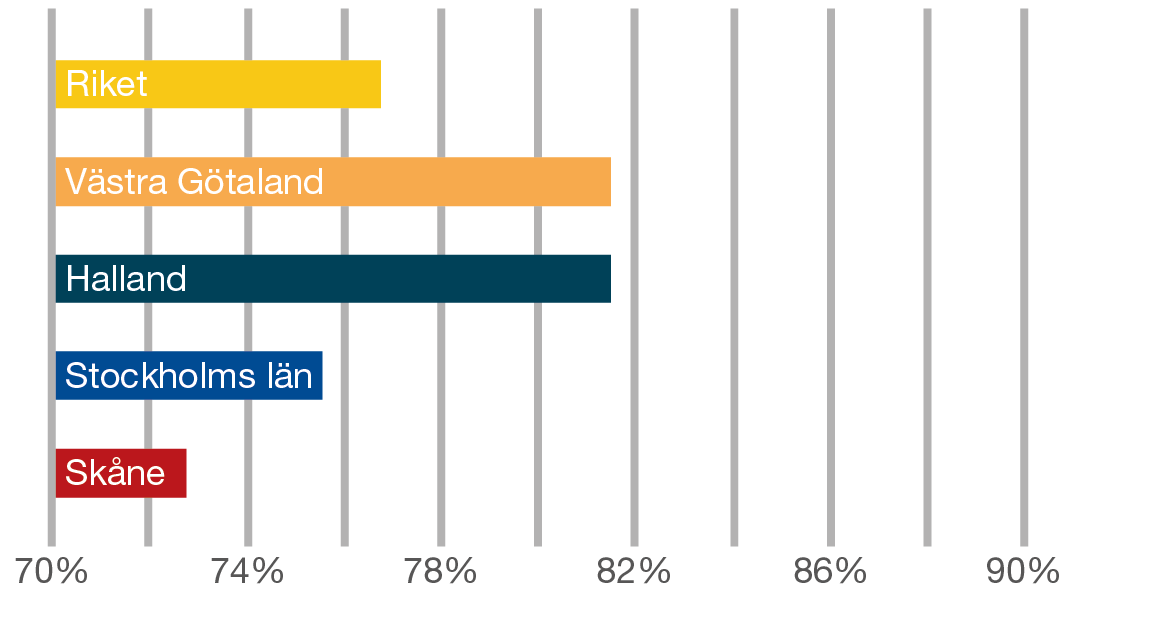 Riket
Västra Götaland
Halland
Stockholms län
Skåne
70% 74% 78% 82% 86% 90%